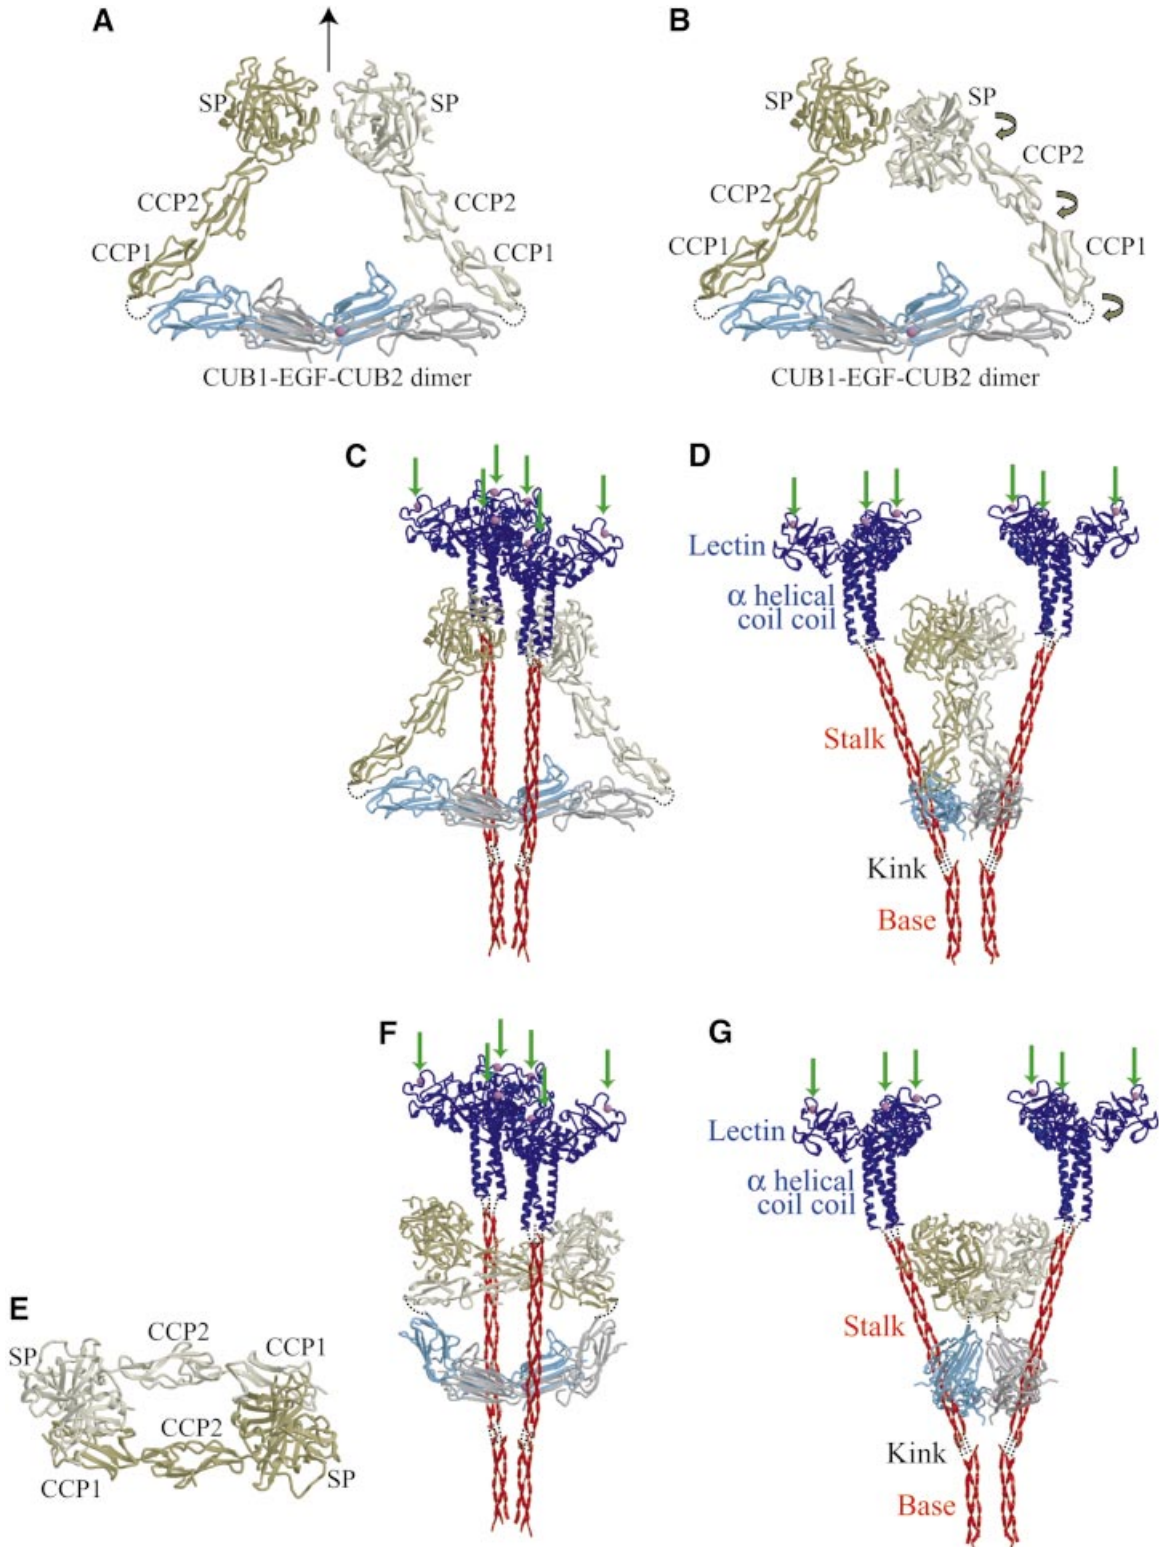 A
SP
SP
CCP2
CCP2
CCP1
CCP1
CUB1-EGF-CUB2 dimer
B
SP
SP
CCP2
CCP2
CCP1
CCP1
CUB1-EGF-CUB2 dimer
C
D
Lectin
α helical
coil coil
Stalk
Kink
Base
E
SP
CCP2
CCP1
CCP2
CCP1
SP
F
G
Lectin
α helical
coil coil
Stalk
Kink
Base